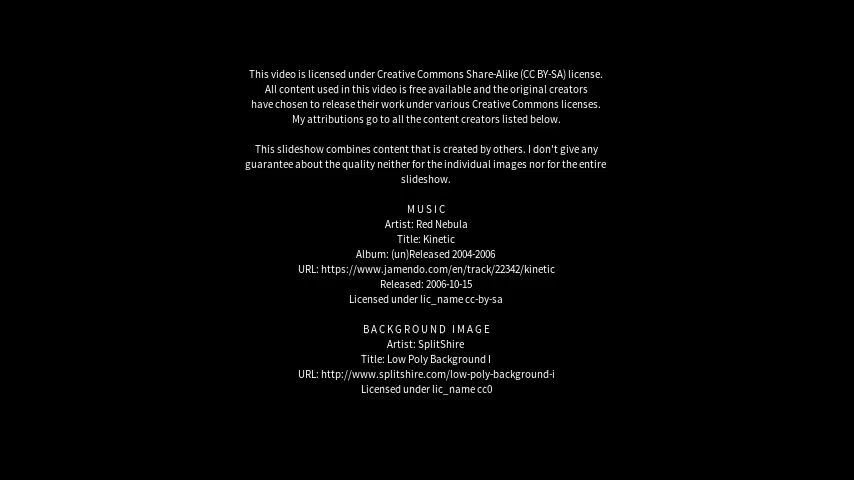 This video is licensed under Creative Commons Share-Alike (CC BY-SA) license.
All content used in this video is free available and the original creators
have chosen to release their work under various Creative Commons licenses.
My attributions go to all the content creators listed below.
This slideshow combines content that is created by others. I don't give any
guarantee about the quality neither for the individual images nor for the entire
slideshow.
MUSIC
Artist: Red Nebula
Title: Kinetic
Album: (un)Released 2004-2006
URL: https://www.jamendo.com/en/track/22342/kinetic
Released: 2006-10-15
Licensed under lic_name cc-by-sa
BACKGROUND IMAGE
Artist: SplitShire
Title: Low Poly Background I
URL: http://www.splitshire.com/low-poly-background-i
Licensed under lic_name cc0